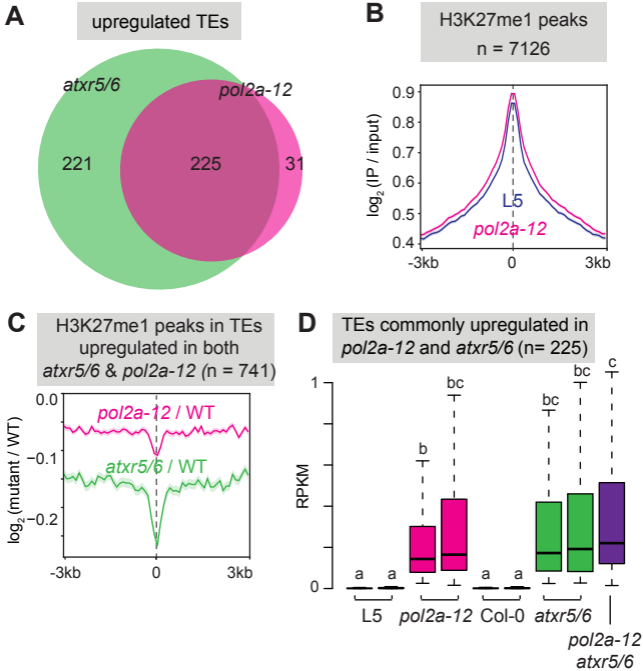 A
upregulated TEs
atxr5/6
pol2a-12
221
225
31
B
H3K27me1 peaks
n = 7126
log2 (IP / input)
0.9
0.8
0.7
0.6
0.5
0.4
L5
pol2a-12
-3kb
0
3kb
C
H3K27me1 peaks in TEs
upregulated in both
atxr5/6 & pol2a-12 (n = 741)
log2 (mutant / WT)
0.0
-0.1
-0.2
pol2a-12 / WT
atxr5/6 / WT
-3kb
0
3kb
D
TEs commonly upregulated in
pol2a-12 and atxr5/6 (n= 225)
RPKM
1
0
a
a
b
bc
a
a
bc
bc
c
L5
pol2a-12
Col-0
atxr5/6
pol2a-12
atxr5/6